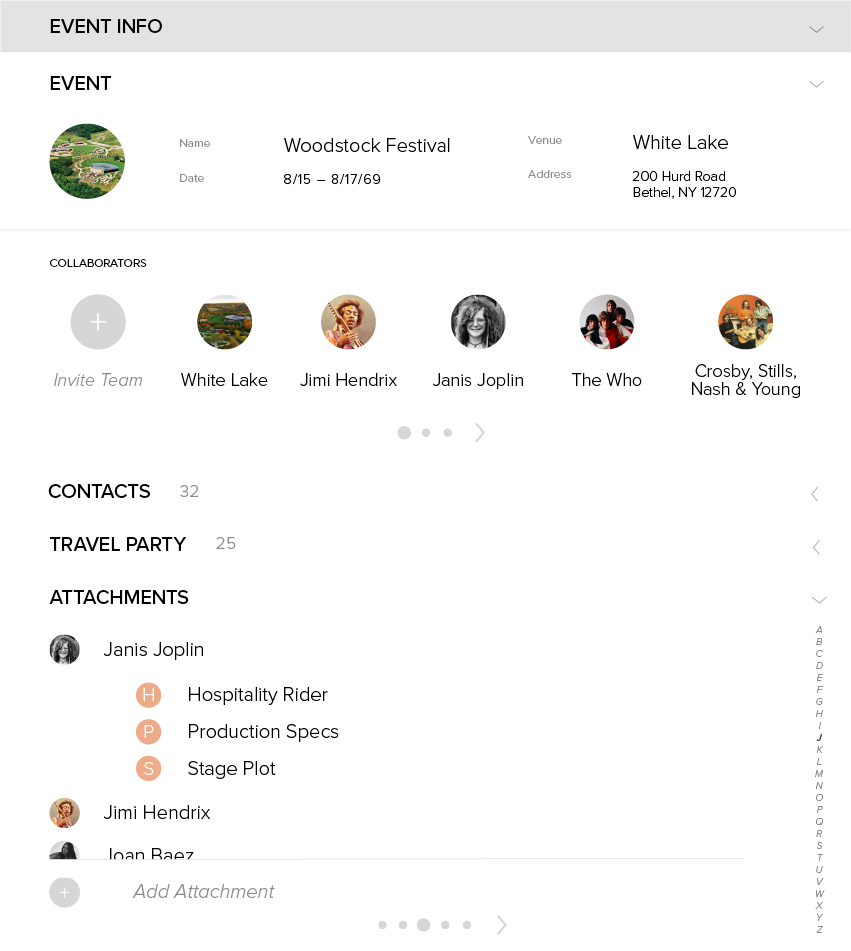 EVENT INFO
EVENT
Name
Woodstock Festival
Date
8/15 – 8/17/69
Venue
White Lake
Address
200 Hurd Road
Bethel, NY 12720
COLLABORATORS
Invite Team
White Lake
Jimi Hendrix
Janis Joplin
The Who
Crosby, Stills,
Nash & Young
CONTACTS 32
TRAVEL PARTY 25
ATTACHMENTS
Janis Joplin
H Hospitality Rider
P Production Specs
S Stage Plot
Jimi Hendrix
Joan Baez
Add Attachment
A
B
C
D
E
F
G
H
I
J
K
L
M
N
O
P
Q
R
S
T
U
V
W
X
Y
Z